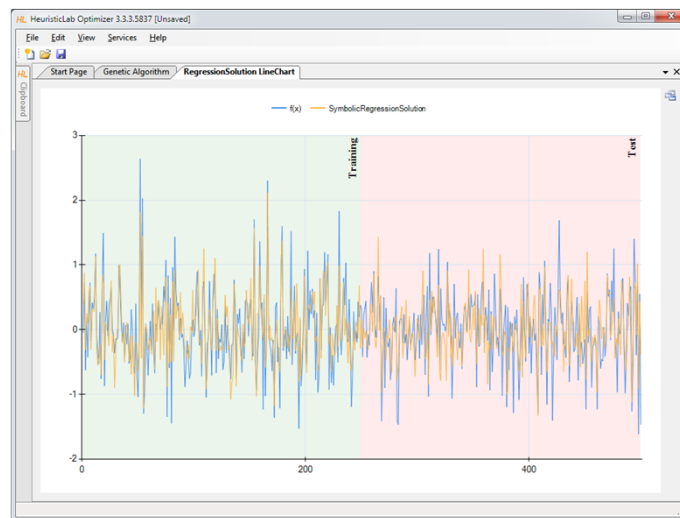 HL HeuristicLab Optimizer 3.3.3.5837 [Unsaved]
File Edit View Services Help
HL Start Page Genetic Algorithm RegressionSolution LineChart
Clipboard
f(x) SymbolicRegressionSolution
Training
Test
3
2
1
0
-1
-2
0 200 400